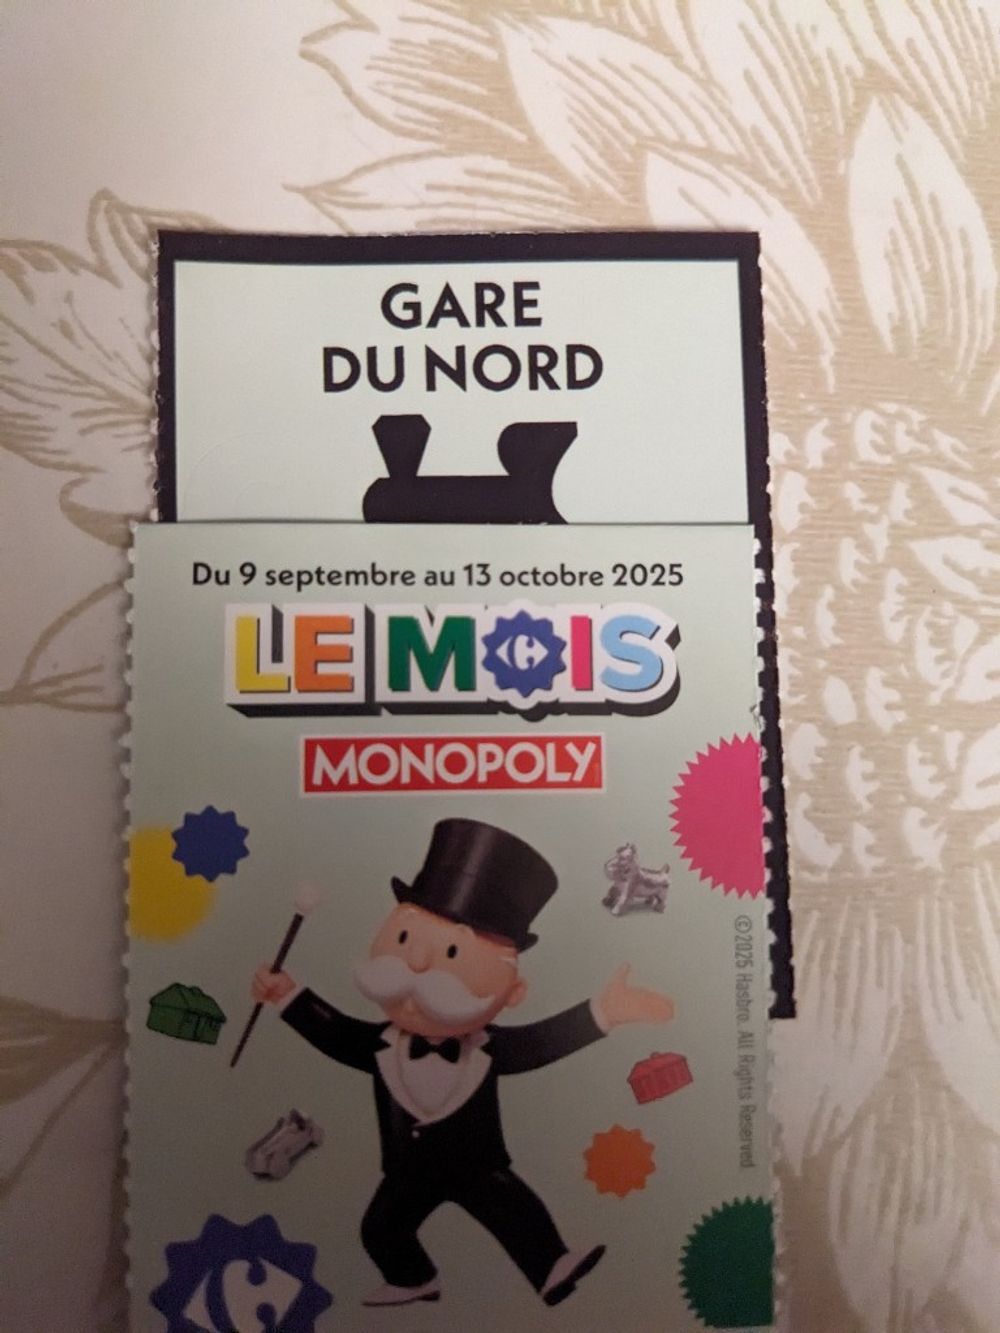 GARE
DU NORD
Du 9 septembre au 13 octobre 2025
LE MOIS
MONOPOLY
©2025 Hasbro. All Rights Reserved